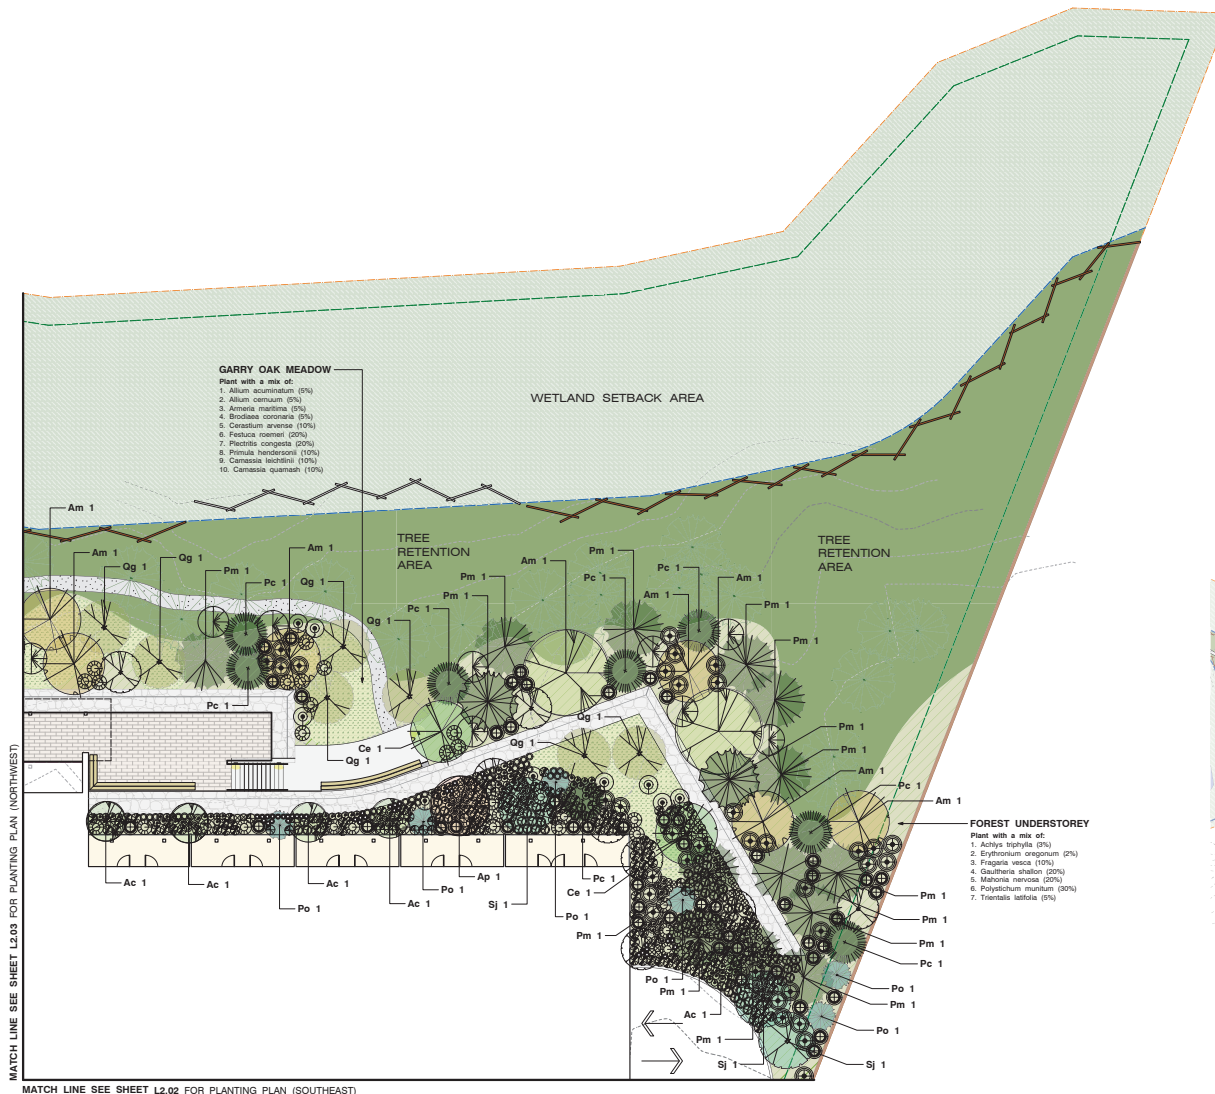 GARRY OAK MEADOW
Plant with a mix of:
1. Allium acuminatum (5%)
2. Allium cernuum (5%)
3. Armeria maritima (5%)
4. Brodiaea coronaria (5%)
5. Cerastium arvense (10%)
6. Festuca roemeri (20%)
7. Plectritis congesta (20%)
8. Primula hendersonii (10%)
9. Camassia leichtlinii (10%)
10. Camassia quamash (10%)
WETLAND SETBACK AREA
Am 1
TREE
RETENTION
AREA
TREE
RETENTION
AREA
Am 1
Qg 1
Qg 1
Pm 1
Pc 1
Am 1
Qg 1
Qg 1
Pc 1
Pm 1
Pm 1
Am 1
Pm 1
Pc 1
Am 1
Pc 1
Am 1
Pm 1
Pm 1
Pc 1
Qg 1
Ce 1
Qg 1
Qg 1
Pm 1
Pm 1
Am 1
Pc 1
Am 1
FOREST UNDERSTOREY
Plant with a mix of:
1. Achlys triphylla (3%)
2. Erythronium oregonum (2%)
3. Fragaria vesca (10%)
4. Gaultheria shallon (20%)
5. Mahonia nervosa (20%)
6. Polystichum munitum (30%)
7. Trientalis latifolia (5%)
Ac 1
Ac 1
Po 1
Ac 1
Ac 1
Po 1
Ap 1
Sj 1
Pc 1
Ce 1
Po 1
Pm 1
Pm 1
Pm 1
Pm 1
Pc 1
Po 1
Pm 1
Po 1
Sj 1
Po 1
Pm 1
Ac 1
Pm 1
Sj 1
MATCH LINE SEE SHEET L2.03 FOR PLANTING PLAN (NORTHWEST)
MATCH LINE SEE SHEET L2.02 FOR PLANTING PLAN (SOUTHEAST)